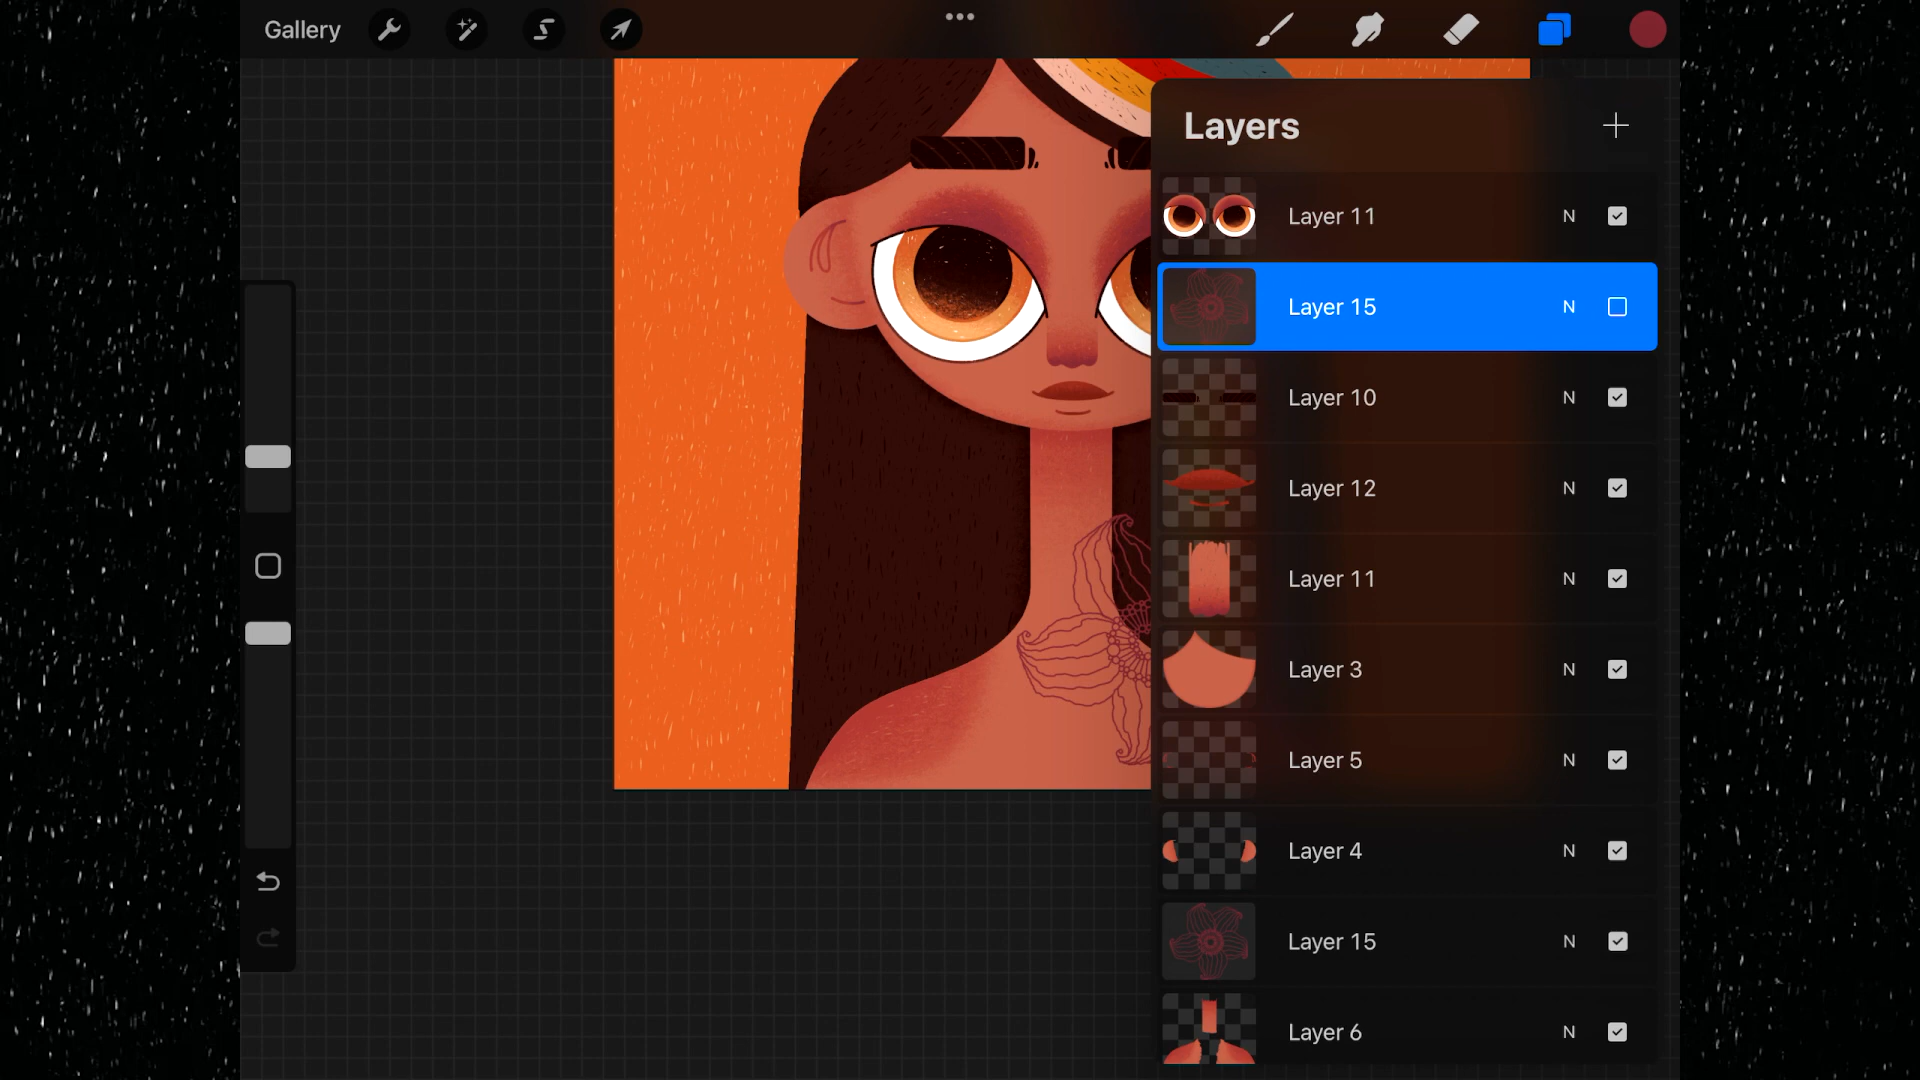 Gallery
Layers
Layer 11 N
Layer 15 N
Layer 10 N
Layer 12 N
Layer 11 N
Layer 3 N
Layer 5 N
Layer 4 N
Layer 15 N
Layer 6 N